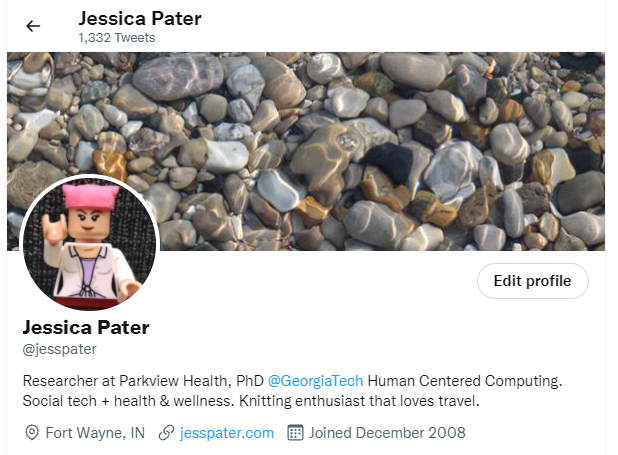 Jessica Pater
1,332 Tweets
Edit profile
Jessica Pater
@jesspater
Researcher at Parkview Health, PhD @GeorgiaTech Human Centered Computing.
Social tech + health & wellness. Knitting enthusiast that loves travel.
Fort Wayne, IN jesspater.com Joined December 2008